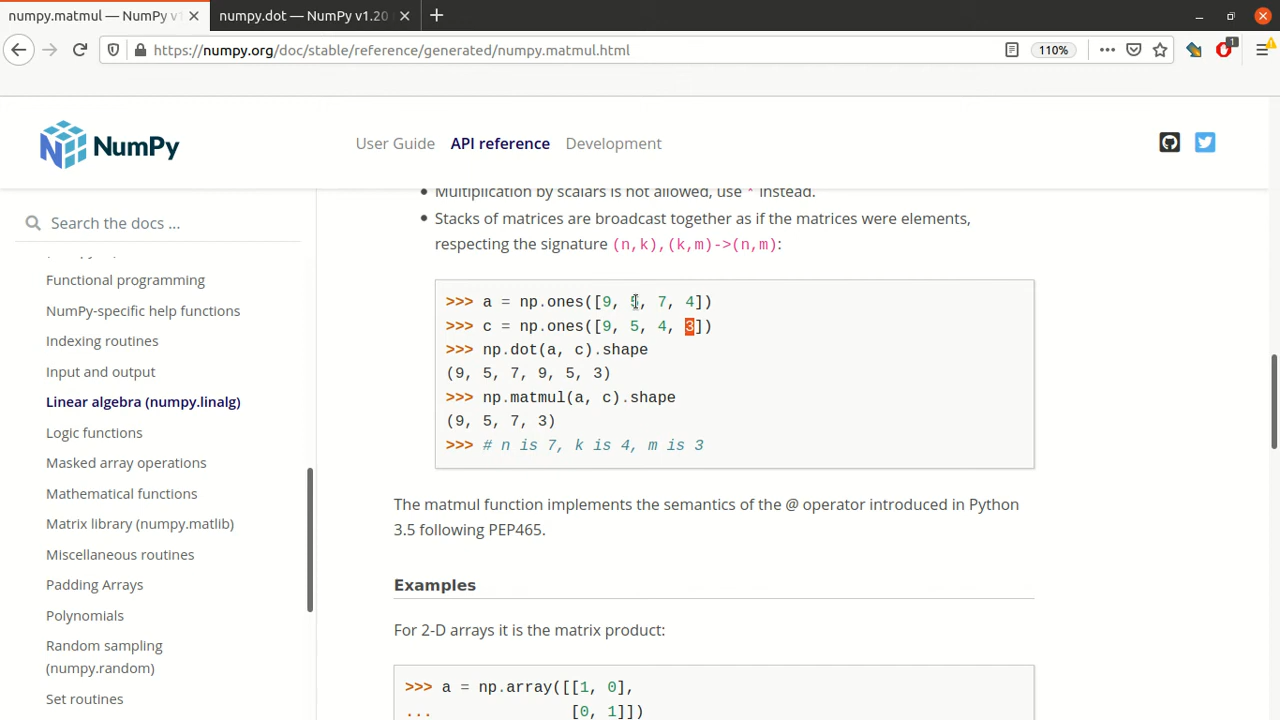 numpy.matmul — NumPy v1
numpy.dot — NumPy v1.20
https://numpy.org/doc/stable/reference/generated/numpy.matmul.html
110%
1
NumPy
User Guide
API reference
Development
Search the docs ...
Functional programming
NumPy-specific help functions
Indexing routines
Input and output
Linear algebra (numpy.linalg)
Logic functions
Masked array operations
Mathematical functions
Matrix library (numpy.matlib)
Miscellaneous routines
Padding Arrays
Polynomials
Random sampling
(numpy.random)
Set routines
• Multiplication by scalars is not allowed, use * instead.
• Stacks of matrices are broadcast together as if the matrices were elements,
respecting the signature (n,k),(k,m)->(n,m):
>>> a = np.ones([9, 5, 7, 4])
>>> c = np.ones([9, 5, 4, 3])
>>> np.dot(a, c).shape
(9, 5, 7, 9, 5, 3)
>>> np.matmul(a, c).shape
(9, 5, 7, 3)
>>> # n is 7, k is 4, m is 3
The matmul function implements the semantics of the @ operator introduced in Python
3.5 following PEP465.
Examples
For 2-D arrays it is the matrix product:
>>> a = np.array([[1, 0],
... [0, 1]])